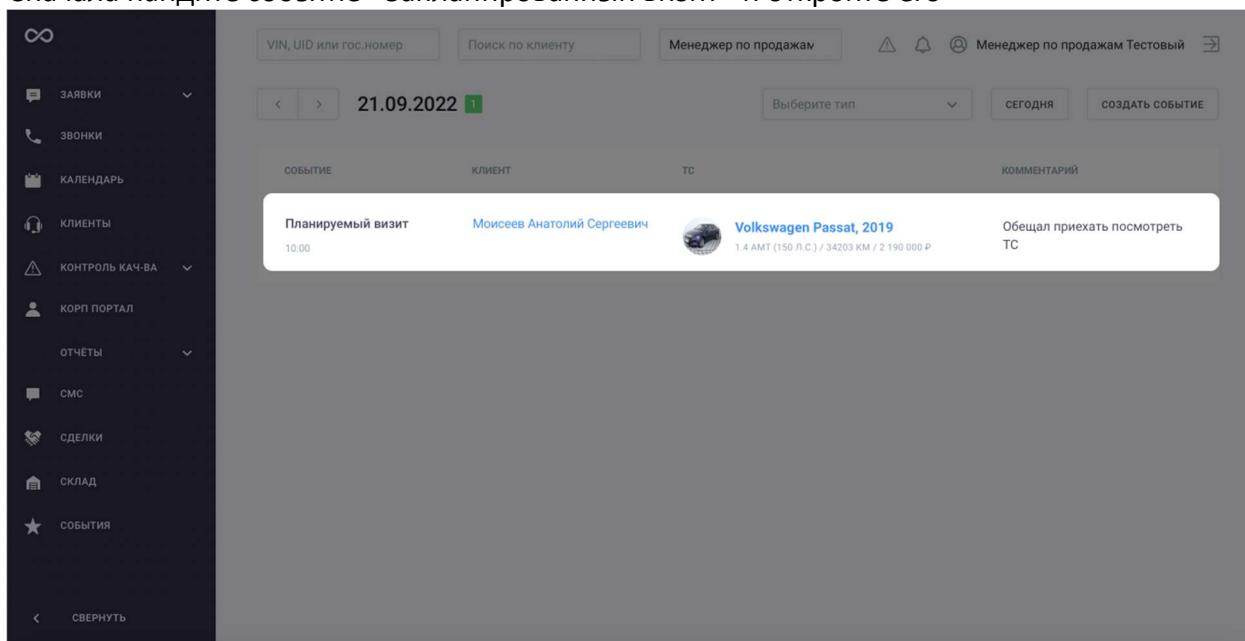 Сначала найдите событие "Запланированный визит" и откройте его
VIN, UID или гос.номер Поиск по клиенту Менеджер по продажам Менеджер по продажам Тестовый
ЗАЯВКИ
< > 21.09.2022 1 Выберите тип СЕГОДНЯ СОЗДАТЬ СОБЫТИЕ
ЗВОНКИ
КАЛЕНДАРЬ
КЛИЕНТЫ
КОНТРОЛЬ КАЧ-ВА
КОРП ПОРТАЛ
ОТЧЁТЫ
СМС
СДЕЛКИ
СКЛАД
СОБЫТИЯ
< СВЕРНУТЬ
СОБЫТИЕ КЛИЕНТ ТС КОММЕНТАРИЙ
Планируемый визит Моисеев Анатолий Сергеевич Volkswagen Passat, 2019 Обещал приехать посмотреть
10:00 1.4 AMT (150 Л.С.) / 34203 КМ / 2 190 000 ₽ ТС